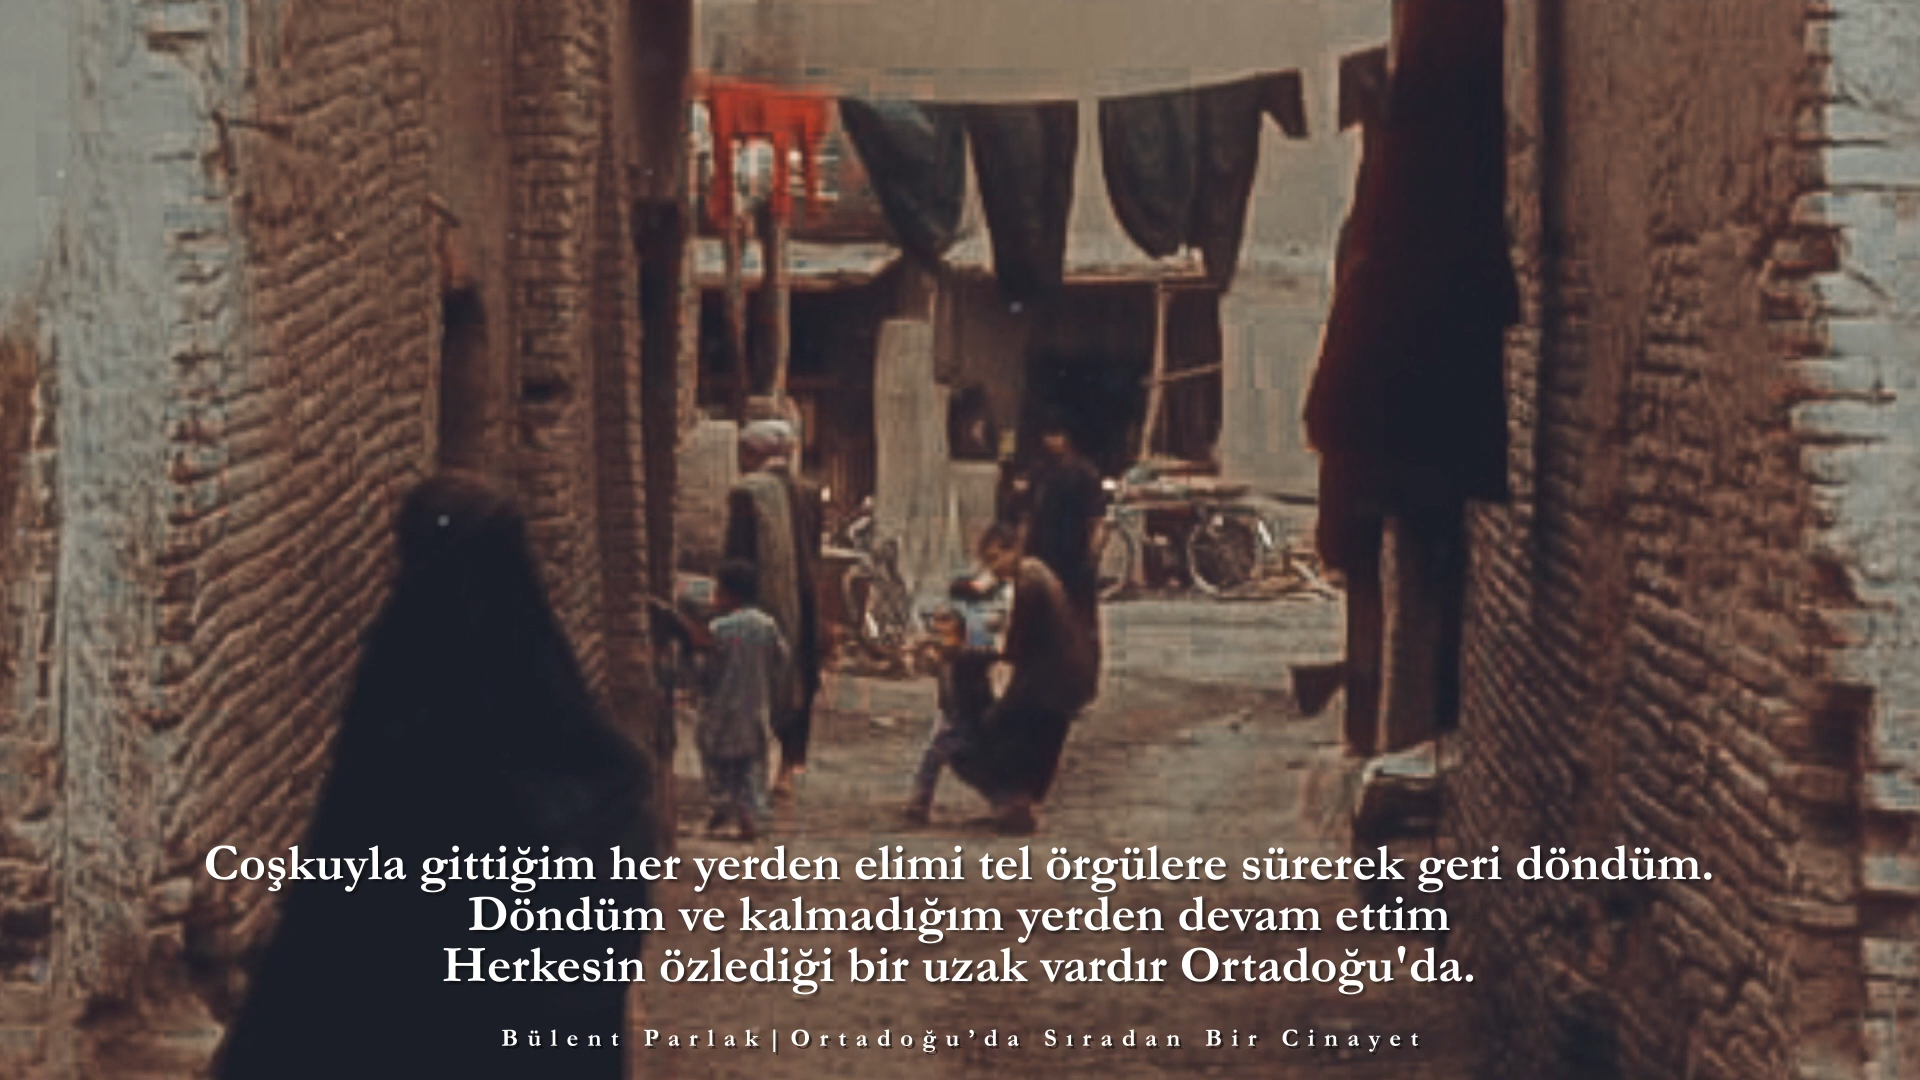 Coşkuyla gittiğim her yerden elimi tel örgülere sürerek geri döndüm.
Döndüm ve kalmadığım yerden devam ettim
Herkesin özlediği bir uzak vardır Ortadoğu'da.
Bülent Parlak|Ortadoğu’da Sıradan Bir Cinayet